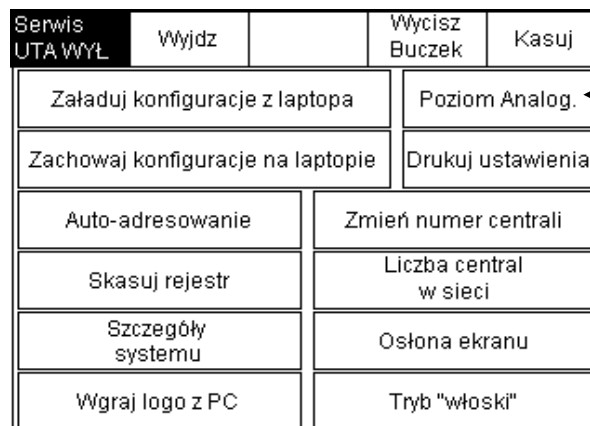 Serwis
UTA WYŁ
Wyjdz
Wycisz
Buczek
Kasuj
Załaduj konfiguracje z laptopa
Poziom Analog.
Zachowaj konfiguracje na laptopie
Drukuj ustawienia
Auto-adresowanie
Zmień numer centrali
Skasuj rejestr
Liczba central
w sieci
Szczegóły
systemu
Osłona ekranu
Wgraj logo z PC
Tryb "włoski"